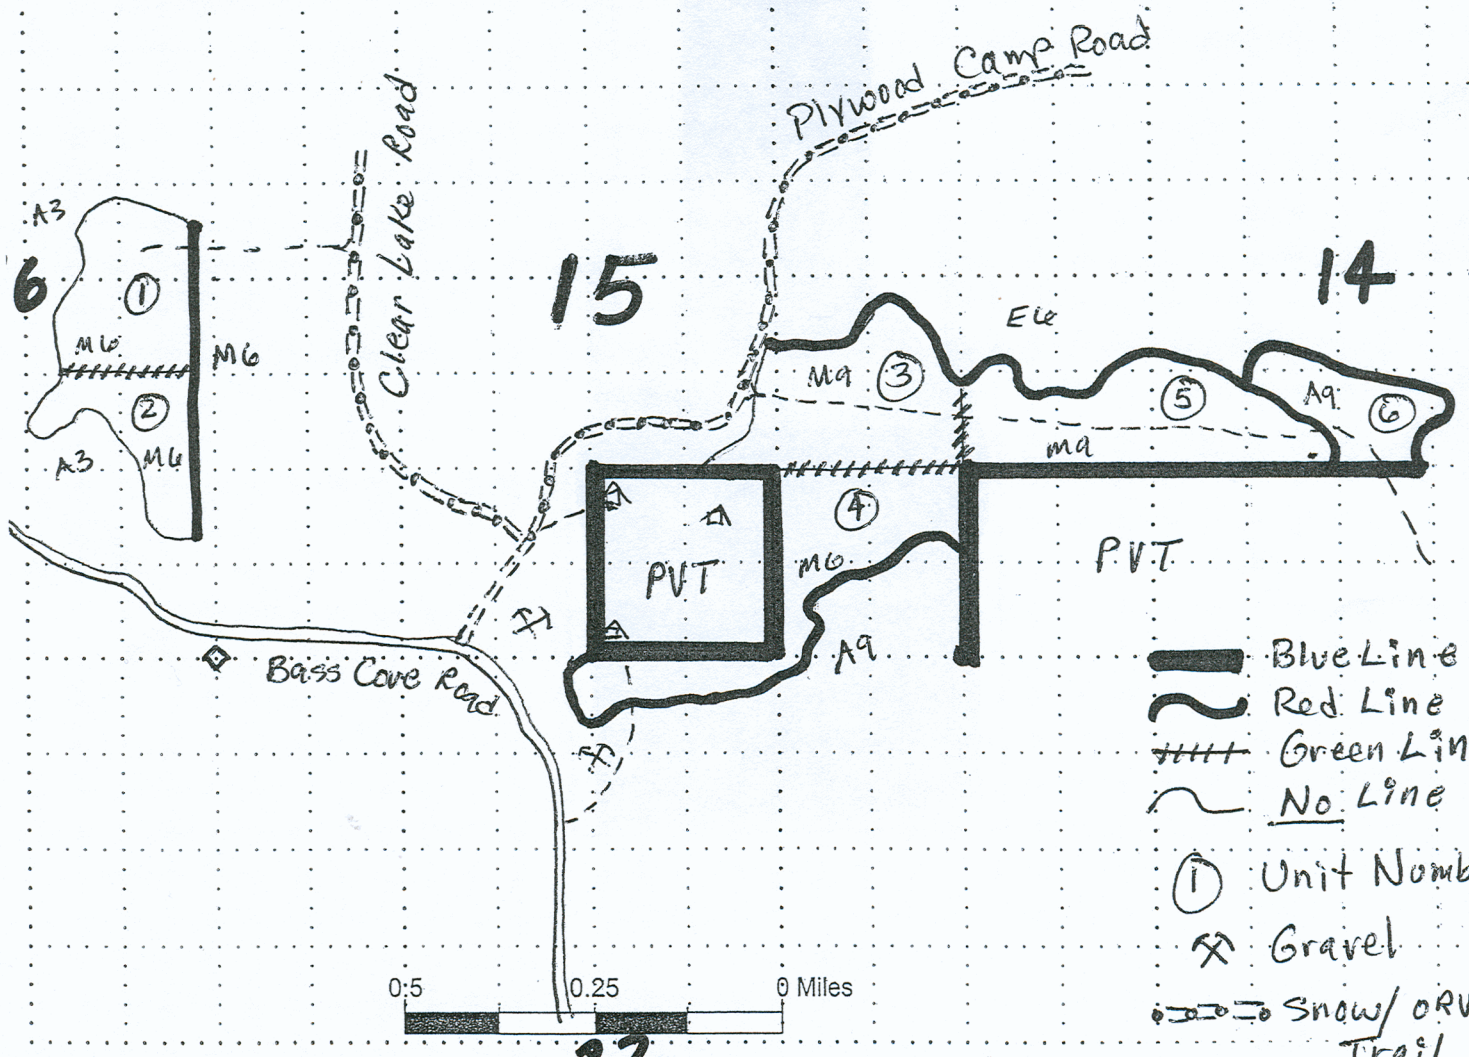 Plywood Camp Road
Clear Lake Road
A3
6
15
14
1
E6
M6
M6
M9
3
A9
6
5
2
M9
A3
M6
4
PVT
M6
PVT
A9
Bass Cove Road
Blue Line
Red Line
Green Lin
No Line
1 Unit Numb
Gravel
0.5 0.25 0 Miles
Snow/ ORV
Trail